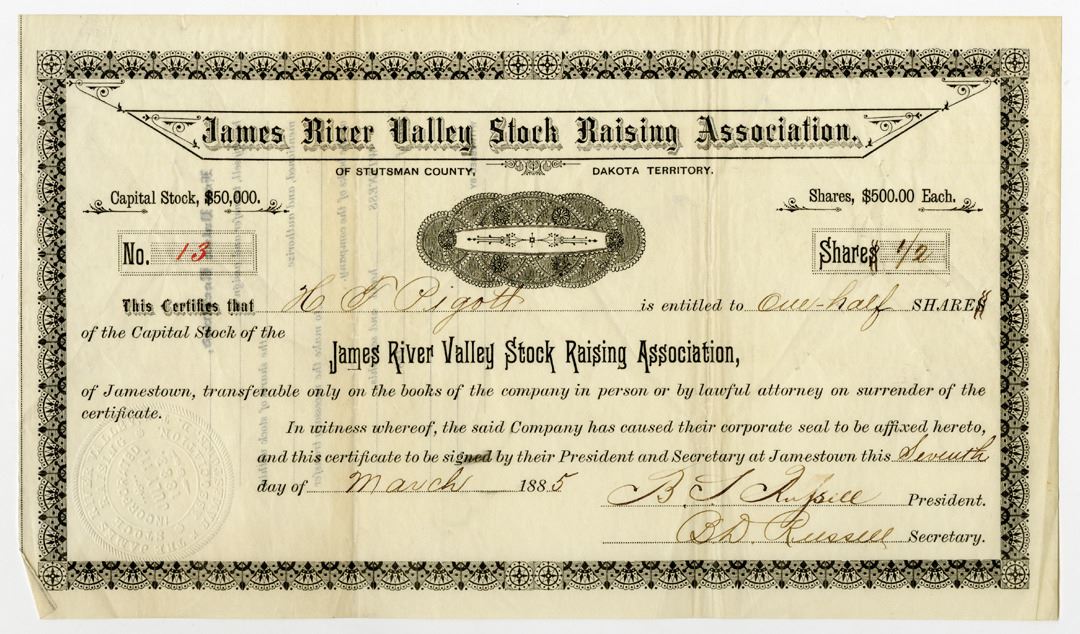 James River Valley Stock Raising Association.
OF STUTSMAN COUNTY, DAKOTA TERRITORY.
Capital Stock, $50,000.
Shares, $500.00 Each.
No. 13
Shares 1/2
This Certifies that H F Pigott is entitled to one-half SHARES
of the Capital Stock of the
James River Valley Stock Raising Association,
of Jamestown, transferable only on the books of the company in person or by lawful attorney on surrender of the
certificate.
In witness whereof, the said Company has caused their corporate seal to be affixed hereto,
and this certificate to be signed by their President and Secretary at Jamestown this Seventh
day of March 1885
B S Russell President.
B D. Russell Secretary.